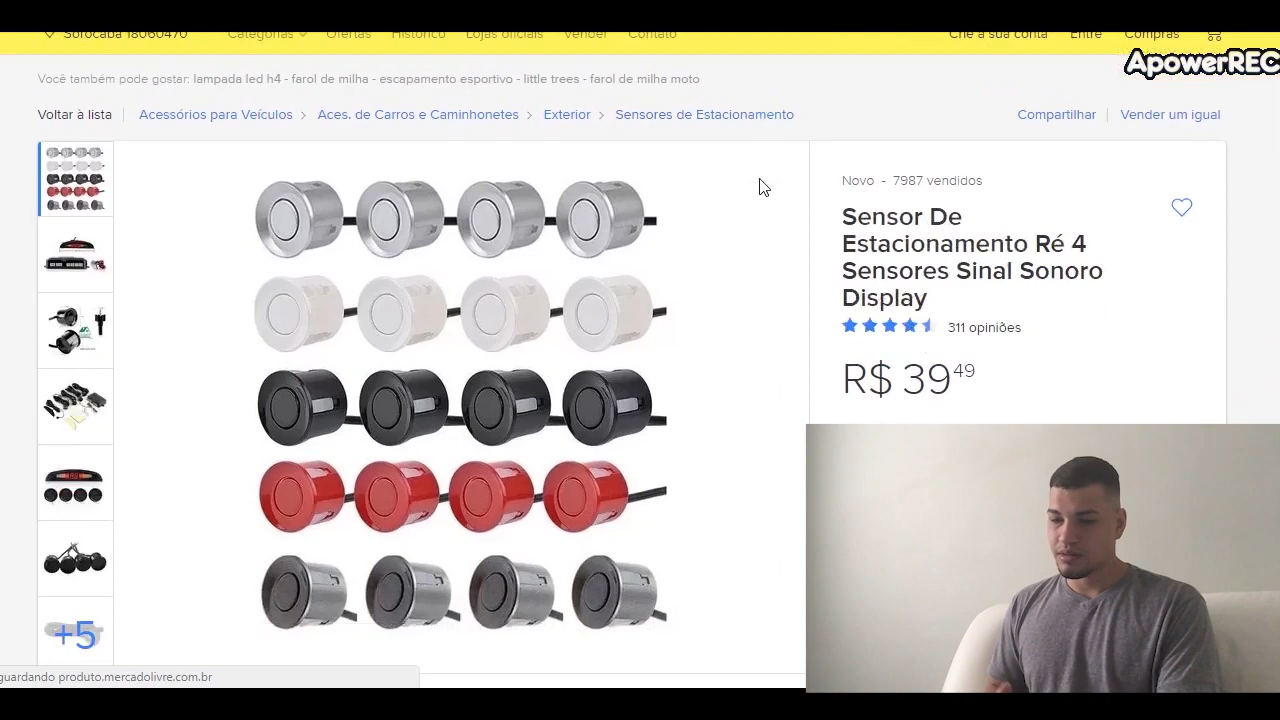 Sorocaba 18060470 Categorias Ofertas Histórico Lojas oficiais Vender Contato Crie a sua conta Entre Compras
ApowerREC
Você também pode gostar: lampada led h4 - farol de milha - escapamento esportivo - little trees - farol de milha moto
Voltar à lista Acessórios para Veículos > Aces. de Carros e Caminhonetes > Exterior > Sensores de Estacionamento Compartilhar Vender um igual
Novo - 7987 vendidos
Sensor De
Estacionamento Ré 4
Sensores Sinal Sonoro
Display
311 opiniões
R$ 39 49
+5
guardando produto.mercadolivre.com.br